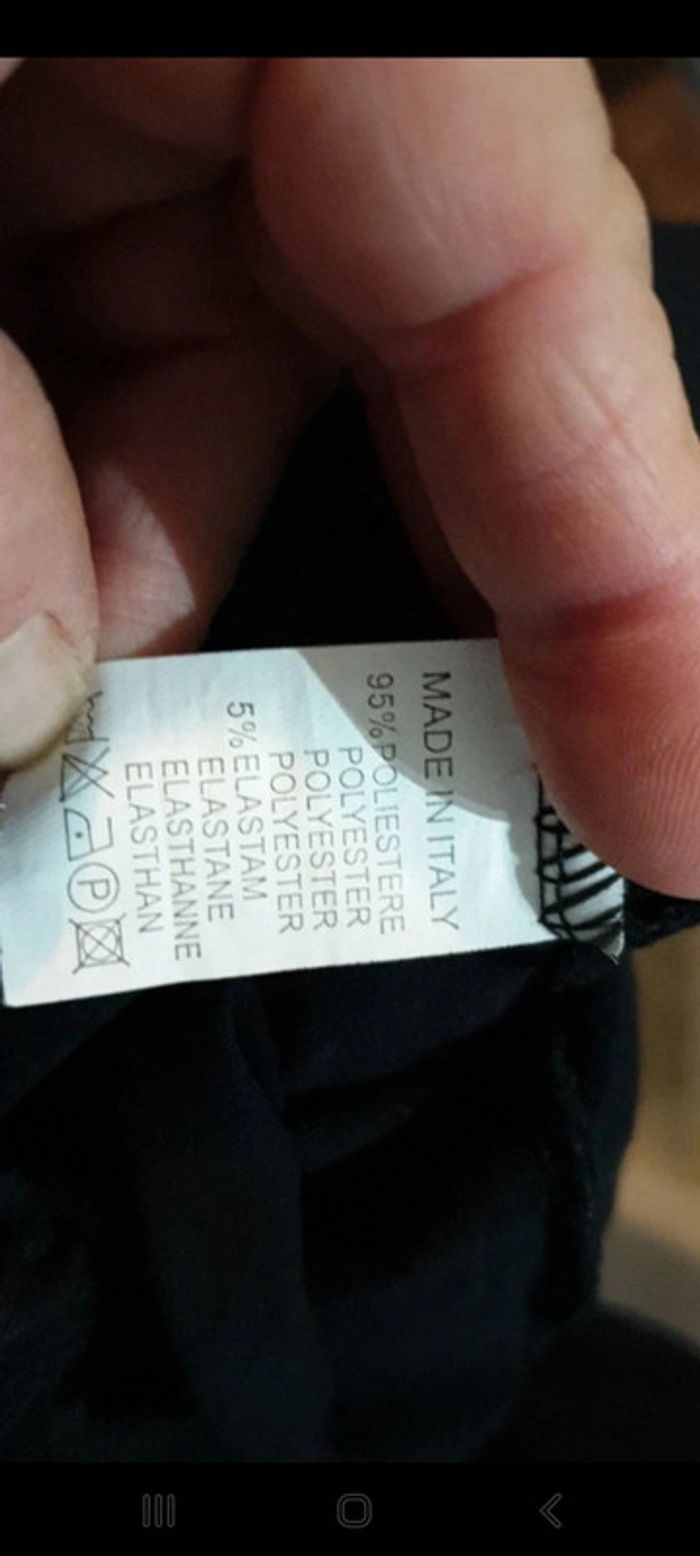 MADE IN ITALY
95%POLIESTERE
POLYESTER
POLYESTER
POLYESTER
5%ELASTAM
ELASTANE
ELASTHANNE
ELASTHAN
P